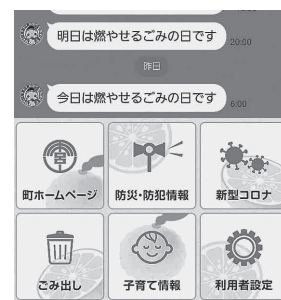 明日は燃やせるごみの日です
20:00
昨日
今日は燃やせるごみの日です
6:00
町ホームページ
防災・防犯情報
新型コロナ
ごみ出し
子育て情報
利用者設定